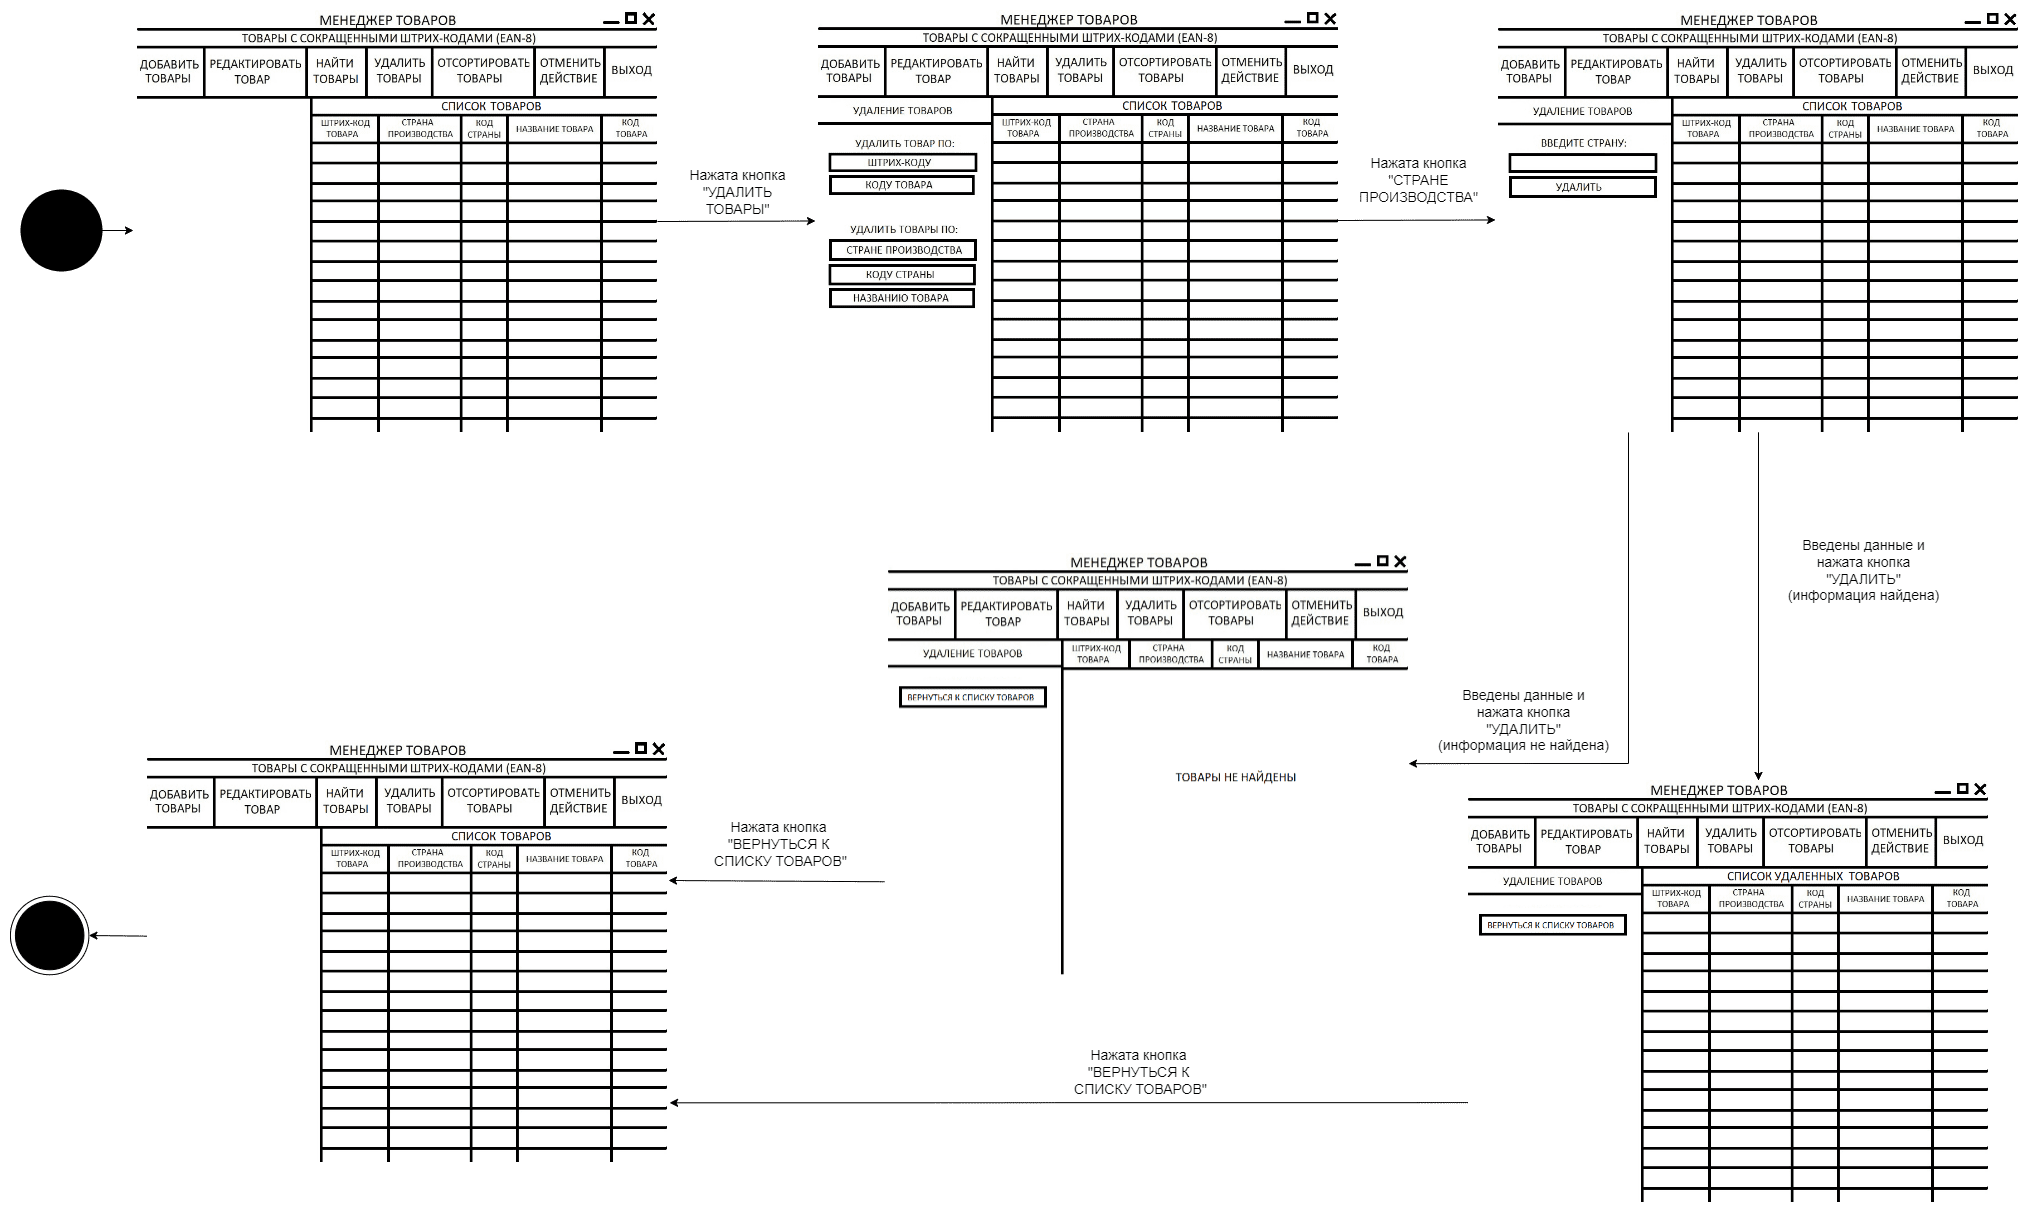 МЕНЕДЖЕР ТОВАРОВ
ТОВАРЫ С СОКРАЩЕННЫМИ ШТРИХ-КОДАМИ (EAN-8)
ДОБАВИТЬ
ТОВАРЫ
РЕДАКТИРОВАТЬ
ТОВАР
НАЙТИ
ТОВАРЫ
УДАЛИТЬ
ТОВАРЫ
ОТСОРТИРОВАТЬ
ТОВАРЫ
ОТМЕНИТЬ
ДЕЙСТВИЕ
ВЫХОД
СПИСОК ТОВАРОВ
ШТРИХ-КОД
ТОВАРА
СТРАНА
ПРОИЗВОДСТВА
КОД
СТРАНЫ
НАЗВАНИЕ ТОВАРА
КОД
ТОВАРА
Нажата кнопка
"УДАЛИТЬ
ТОВАРЫ"
МЕНЕДЖЕР ТОВАРОВ
ТОВАРЫ С СОКРАЩЕННЫМИ ШТРИХ-КОДАМИ (EAN-8)
ДОБАВИТЬ
ТОВАРЫ
РЕДАКТИРОВАТЬ
ТОВАР
НАЙТИ
ТОВАРЫ
УДАЛИТЬ
ТОВАРЫ
ОТСОРТИРОВАТЬ
ТОВАРЫ
ОТМЕНИТЬ
ДЕЙСТВИЕ
ВЫХОД
УДАЛЕНИЕ ТОВАРОВ
УДАЛИТЬ ТОВАР ПО:
ШТРИХ-КОДУ
КОДУ ТОВАРА
УДАЛИТЬ ТОВАРЫ ПО:
СТРАНЕ ПРОИЗВОДСТВА
КОДУ СТРАНЫ
НАЗВАНИЮ ТОВАРА
СПИСОК ТОВАРОВ
ШТРИХ-КОД
ТОВАРА
СТРАНА
ПРОИЗВОДСТВА
КОД
СТРАНЫ
НАЗВАНИЕ ТОВАРА
КОД
ТОВАРА
Нажата кнопка
"СТРАНЕ
ПРОИЗВОДСТВА"
МЕНЕДЖЕР ТОВАРОВ
ТОВАРЫ С СОКРАЩЕННЫМИ ШТРИХ-КОДАМИ (EAN-8)
ДОБАВИТЬ
ТОВАРЫ
РЕДАКТИРОВАТЬ
ТОВАР
НАЙТИ
ТОВАРЫ
УДАЛИТЬ
ТОВАРЫ
ОТСОРТИРОВАТЬ
ТОВАРЫ
ОТМЕНИТЬ
ДЕЙСТВИЕ
ВЫХОД
УДАЛЕНИЕ ТОВАРОВ
ВВЕДИТЕ СТРАНУ:
УДАЛИТЬ
СПИСОК ТОВАРОВ
ШТРИХ-КОД
ТОВАРА
СТРАНА
ПРОИЗВОДСТВА
КОД
СТРАНЫ
НАЗВАНИЕ ТОВАРА
КОД
ТОВАРА
Введены данные и
нажата кнопка
"УДАЛИТЬ"
(информация найдена)
Введены данные и
нажата кнопка
"УДАЛИТЬ"
(информация не найдена)
МЕНЕДЖЕР ТОВАРОВ
ТОВАРЫ С СОКРАЩЕННЫМИ ШТРИХ-КОДАМИ (EAN-8)
ДОБАВИТЬ
ТОВАРЫ
РЕДАКТИРОВАТЬ
ТОВАР
НАЙТИ
ТОВАРЫ
УДАЛИТЬ
ТОВАРЫ
ОТСОРТИРОВАТЬ
ТОВАРЫ
ОТМЕНИТЬ
ДЕЙСТВИЕ
ВЫХОД
УДАЛЕНИЕ ТОВАРОВ
ВЕРНУТЬСЯ К СПИСКУ ТОВАРОВ
ШТРИХ-КОД
ТОВАРА
СТРАНА
ПРОИЗВОДСТВА
КОД
СТРАНЫ
НАЗВАНИЕ ТОВАРА
КОД
ТОВАРА
ТОВАРЫ НЕ НАЙДЕНЫ
Нажата кнопка
"ВЕРНУТЬСЯ К
СПИСКУ ТОВАРОВ"
МЕНЕДЖЕР ТОВАРОВ
ТОВАРЫ С СОКРАЩЕННЫМИ ШТРИХ-КОДАМИ (EAN-8)
ДОБАВИТЬ
ТОВАРЫ
РЕДАКТИРОВАТЬ
ТОВАР
НАЙТИ
ТОВАРЫ
УДАЛИТЬ
ТОВАРЫ
ОТСОРТИРОВАТЬ
ТОВАРЫ
ОТМЕНИТЬ
ДЕЙСТВИЕ
ВЫХОД
СПИСОК ТОВАРОВ
ШТРИХ-КОД
ТОВАРА
СТРАНА
ПРОИЗВОДСТВА
КОД
СТРАНЫ
НАЗВАНИЕ ТОВАРА
КОД
ТОВАРА
МЕНЕДЖЕР ТОВАРОВ
ТОВАРЫ С СОКРАЩЕННЫМИ ШТРИХ-КОДАМИ (EAN-8)
ДОБАВИТЬ
ТОВАРЫ
РЕДАКТИРОВАТЬ
ТОВАР
НАЙТИ
ТОВАРЫ
УДАЛИТЬ
ТОВАРЫ
ОТСОРТИРОВАТЬ
ТОВАРЫ
ОТМЕНИТЬ
ДЕЙСТВИЕ
ВЫХОД
УДАЛЕНИЕ ТОВАРОВ
ВЕРНУТЬСЯ К СПИСКУ ТОВАРОВ
СПИСОК УДАЛЕННЫХ ТОВАРОВ
ШТРИХ-КОД
ТОВАРА
СТРАНА
ПРОИЗВОДСТВА
КОД
СТРАНЫ
НАЗВАНИЕ ТОВАРА
КОД
ТОВАРА
Нажата кнопка
"ВЕРНУТЬСЯ К
СПИСКУ ТОВАРОВ"